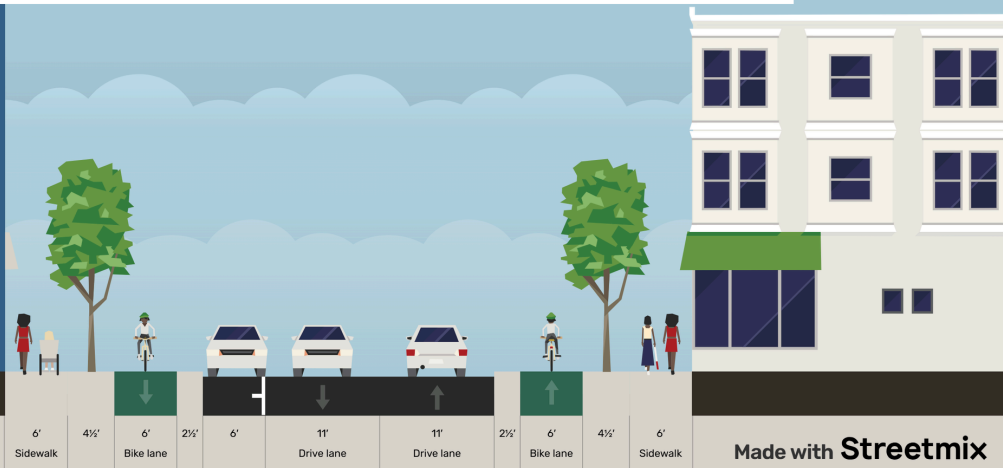 6′
4½′
6′
2½′
6′
11′
11′
2½′
6′
4½′
6′
Sidewalk
Bike lane
Drive lane
Drive lane
Bike lane
Sidewalk
Made with Streetmix